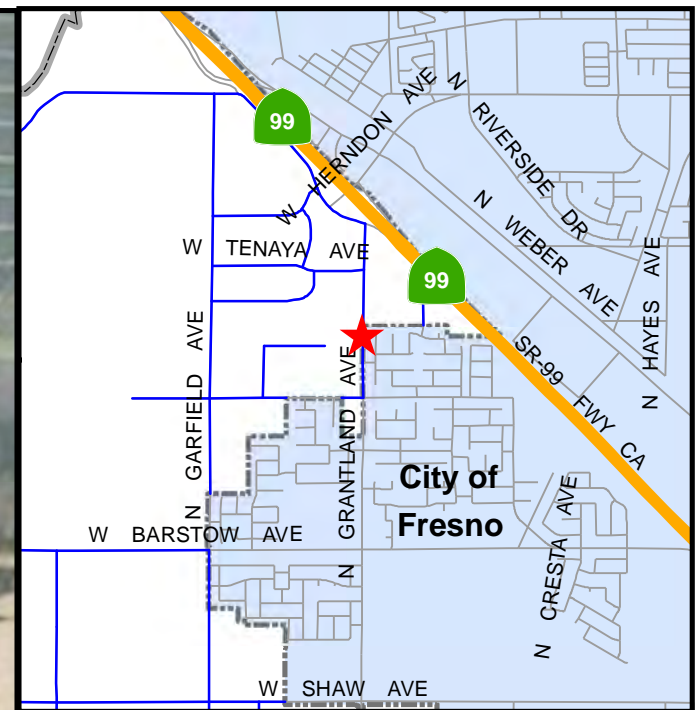 99
W HERNDON AVE
N RIVERSIDE DR
N WEBER AVE
N HAYES AVE
W TENAYA AVE
99
SR-99 FWY CA
N GARFIELD AVE
N GRANTLAND AVE
City of
Fresno
W BARSTOW AVE
N CRESTA AVE
W SHAW AVE